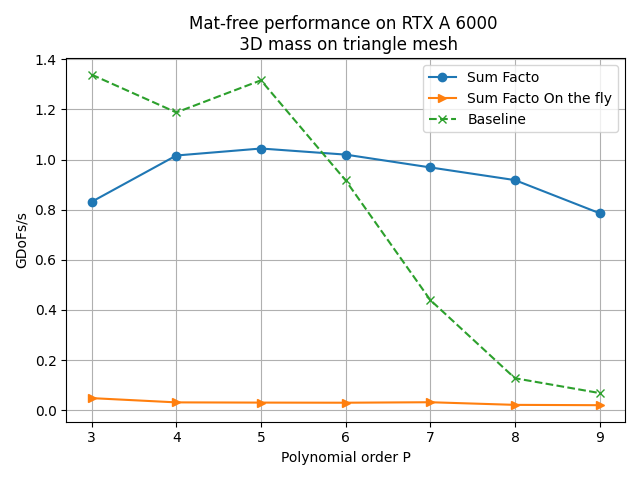 Mat-free performance on RTX A 6000
3D mass on triangle mesh
Sum Facto
Sum Facto On the fly
Baseline
GDoFs/s
1.4
1.2
1.0
0.8
0.6
0.4
0.2
0.0
3 4 5 6 7 8 9
Polynomial order P